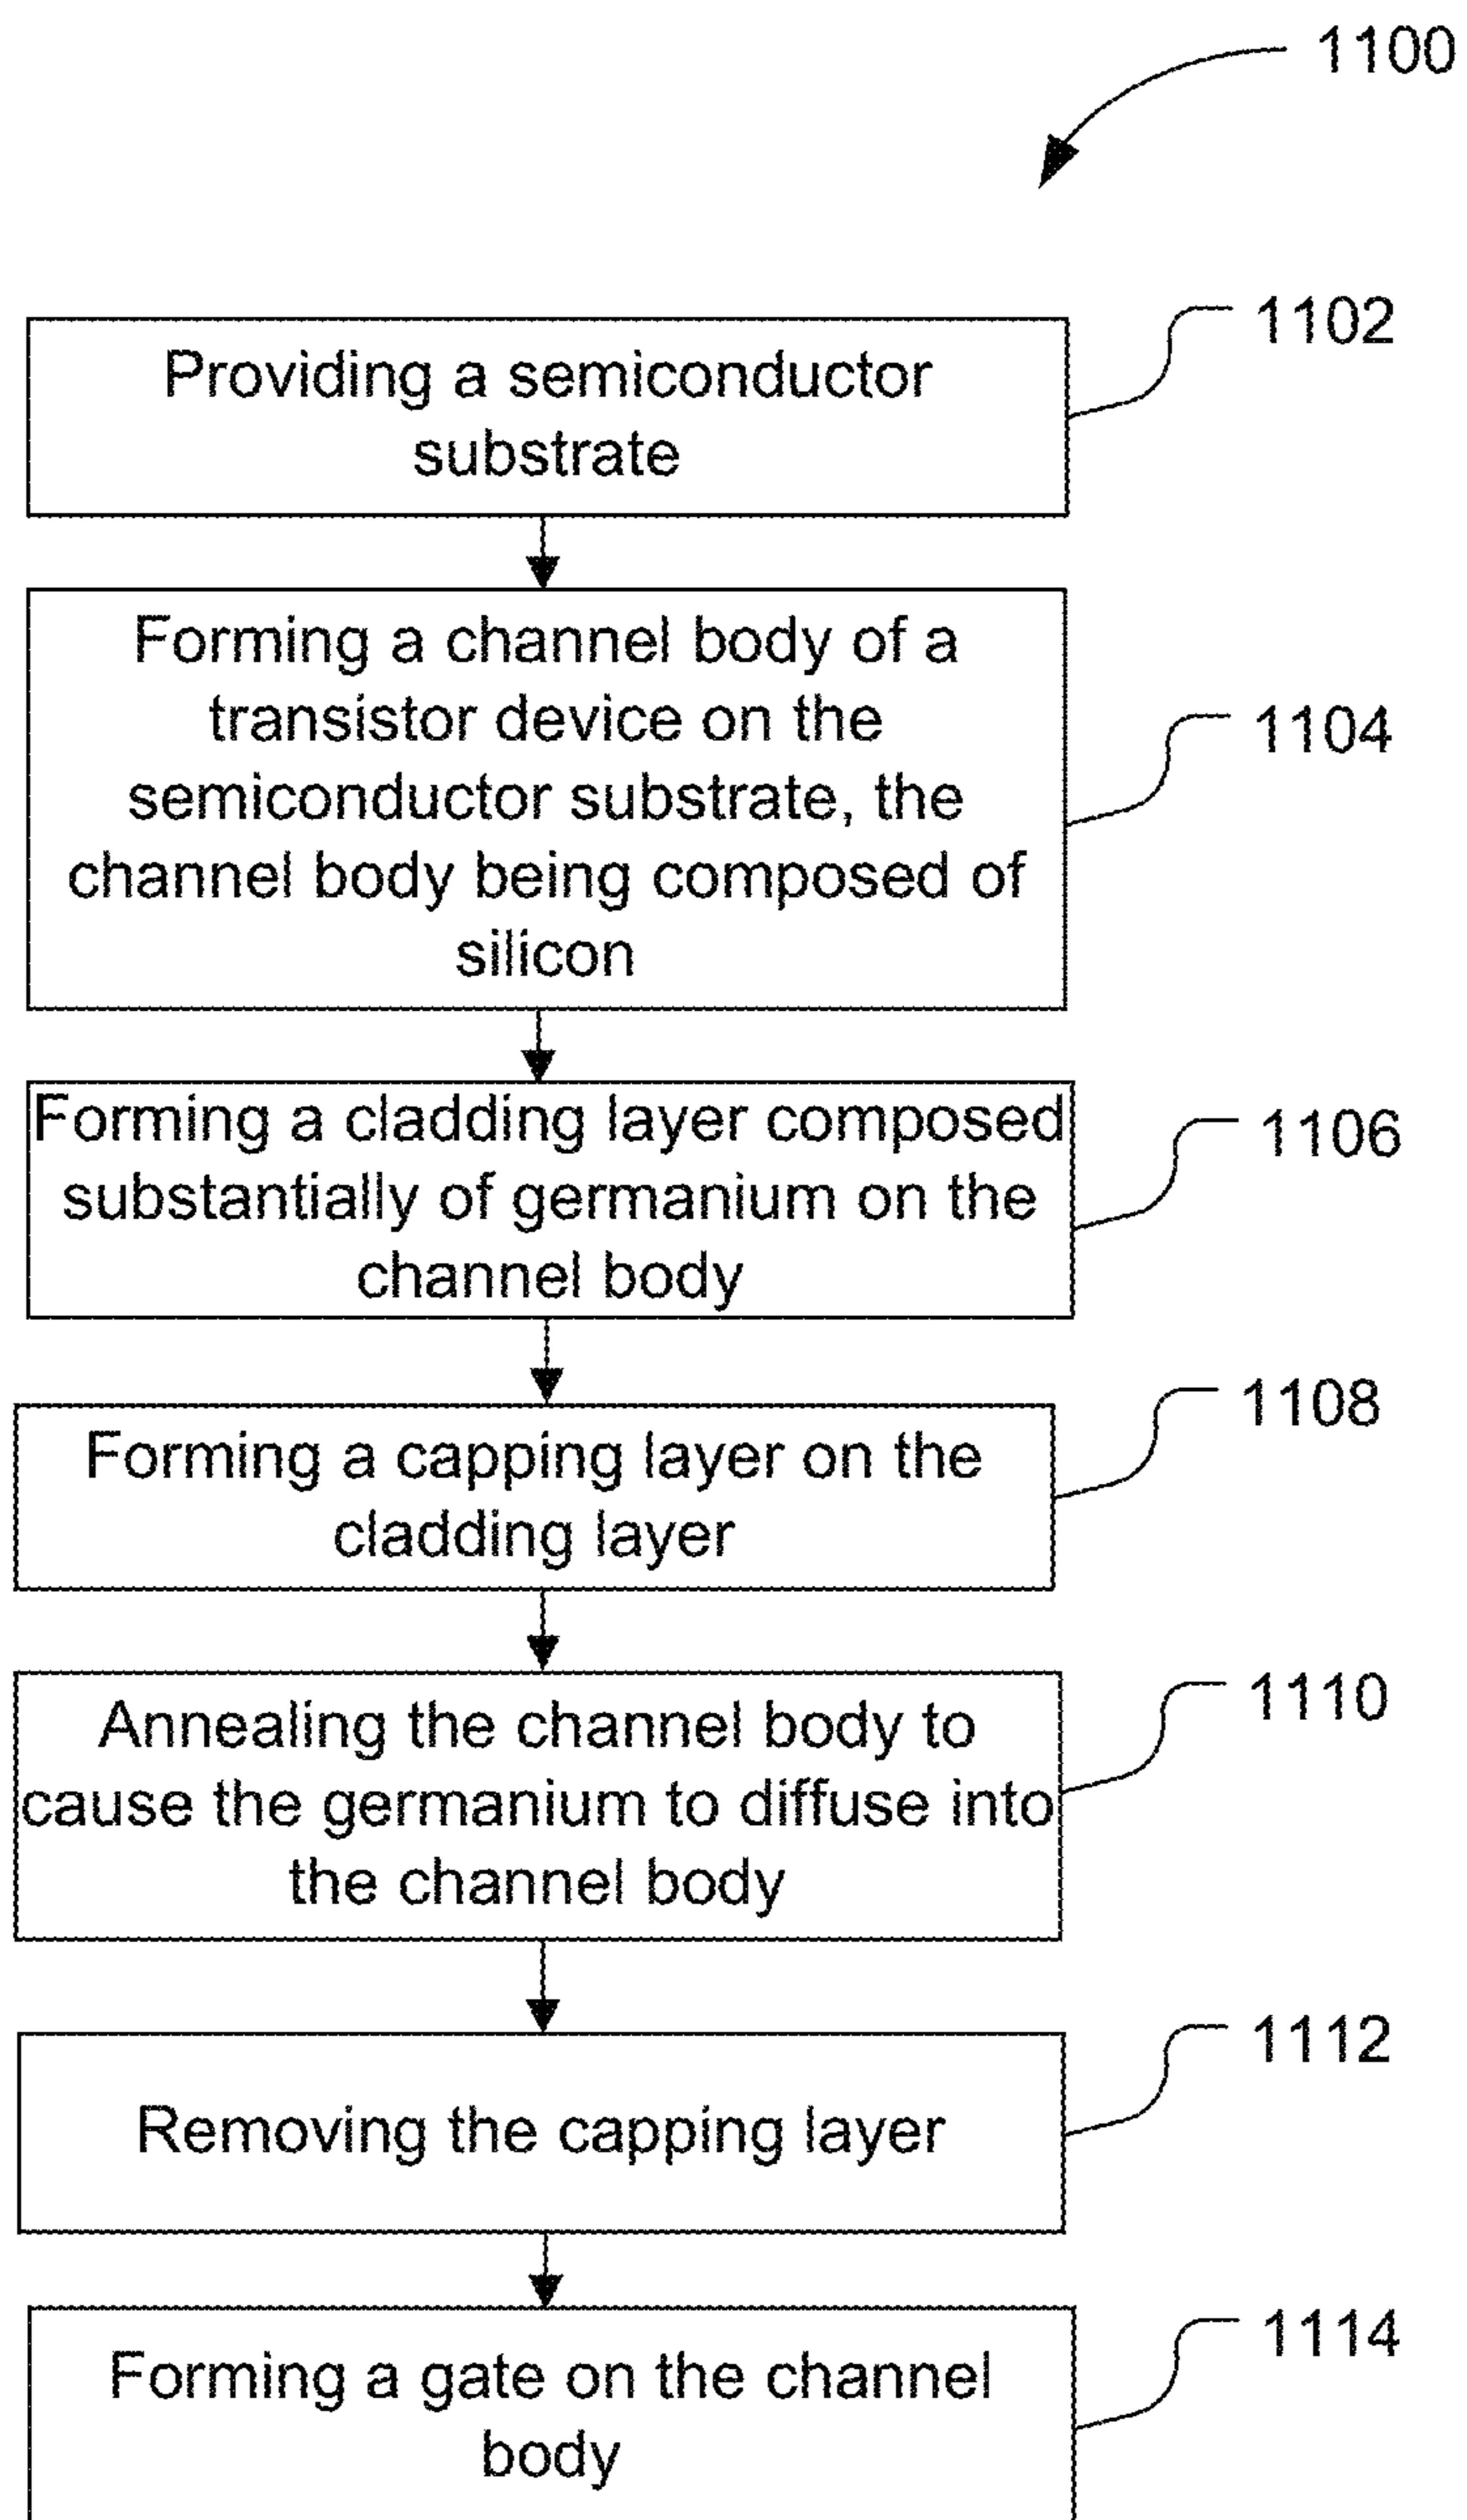 1100
Providing a semiconductor
substrate
1102
Forming a channel body of a
transistor device on the
semiconductor substrate, the
channel body being composed of
silicon
1104
Forming a cladding layer composed
substantially of germanium on the
channel body
1106
Forming a capping layer on the
cladding layer
1108
Annealing the channel body to
cause the germanium to diffuse into
the channel body
1110
Removing the capping layer
1112
Forming a gate on the channel
body
1114